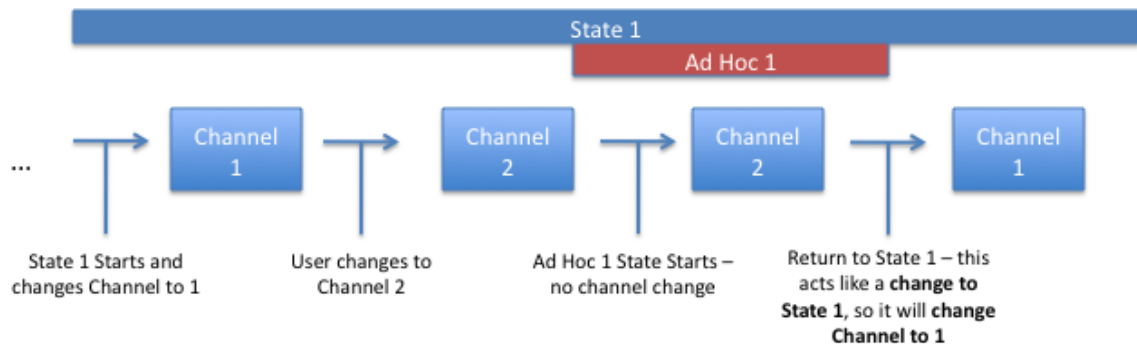 State 1
Ad Hoc 1
...
Channel
1
Channel
2
Channel
2
Channel
1
State 1 Starts and
changes Channel to 1
User changes to
Channel 2
Ad Hoc 1 State Starts –
no channel change
Return to State 1 – this
acts like a change to
State 1, so it will change
Channel to 1